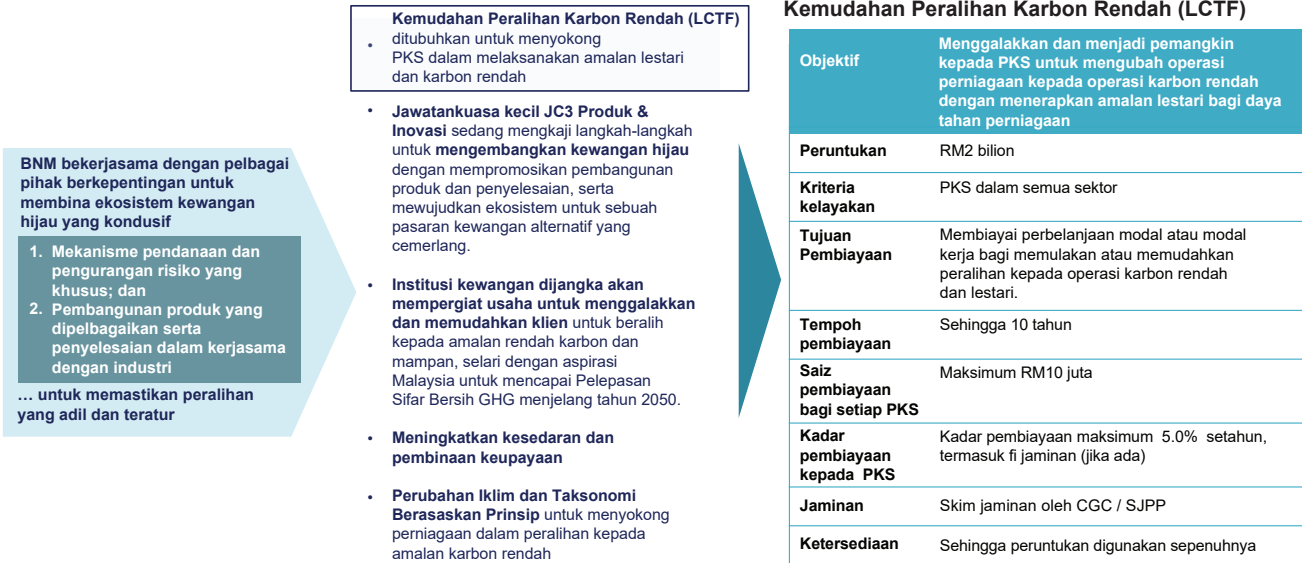 BNM bekerjasama dengan pelbagai
pihak berkepentingan untuk
membina ekosistem kewangan
hijau yang kondusif
1. Mekanisme pendanaan dan
pengurangan risiko yang
khusus; dan
2. Pembangunan produk yang
dipelbagaikan serta
penyelesaian dalam kerjasama
dengan industri
… untuk memastikan peralihan
yang adil dan teratur
Kemudahan Peralihan Karbon Rendah (LCTF)
• ditubuhkan untuk menyokong
PKS dalam melaksanakan amalan lestari
dan karbon rendah
• Jawatankuasa kecil JC3 Produk &
Inovasi sedang mengkaji langkah-langkah
untuk mengembangkan kewangan hijau
dengan mempromosikan pembangunan
produk dan penyelesaian, serta
mewujudkan ekosistem untuk sebuah
pasaran kewangan alternatif yang
cemerlang.
• Institusi kewangan dijangka akan
mempergiat usaha untuk menggalakkan
dan memudahkan klien untuk beralih
kepada amalan rendah karbon dan
mampan, selari dengan aspirasi
Malaysia untuk mencapai Pelepasan
Sifar Bersih GHG menjelang tahun 2050.
• Meningkatkan kesedaran dan
pembinaan keupayaan
• Perubahan Iklim dan Taksonomi
Berasaskan Prinsip untuk menyokong
perniagaan dalam peralihan kepada
amalan karbon rendah
Kemudahan Peralihan Karbon Rendah (LCTF)
Objektif
Menggalakkan dan menjadi pemangkin
kepada PKS untuk mengubah operasi
perniagaan kepada operasi karbon rendah
dengan menerapkan amalan lestari bagi daya
tahan perniagaan
Peruntukan
RM2 bilion
Kriteria
kelayakan
PKS dalam semua sektor
Tujuan
Pembiayaan
Membiayai perbelanjaan modal atau modal
kerja bagi memulakan atau memudahkan
peralihan kepada operasi karbon rendah
dan lestari.
Tempoh
pembiayaan
Sehingga 10 tahun
Saiz
pembiayaan
bagi setiap PKS
Maksimum RM10 juta
Kadar
pembiayaan
kepada PKS
Kadar pembiayaan maksimum 5.0% setahun,
termasuk fi jaminan (jika ada)
Jaminan
Skim jaminan oleh CGC / SJPP
Ketersediaan
Sehingga peruntukan digunakan sepenuhnya